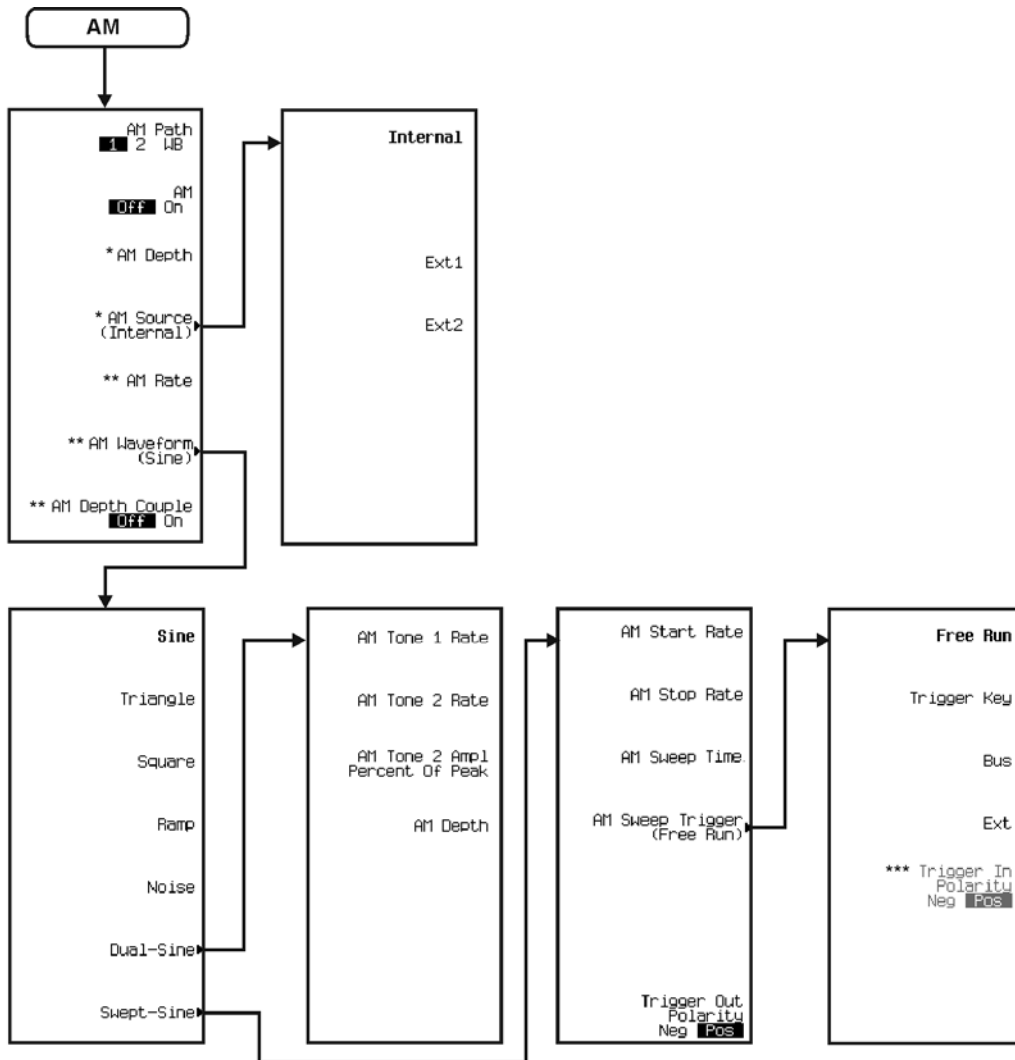 AM
AM Path
1 2 WB
AM
Off On
*AM Depth
*AM Source
(Internal)
** AM Rate
** AM Waveform
(Sine)
** AM Depth Couple
Off On
Internal
Ext1
Ext2
Sine
Triangle
Square
Ramp
Noise
Dual-Sine
Swept-Sine
AM Tone 1 Rate
AM Tone 2 Rate
AM Tone 2 Ampl
Percent Of Peak
AM Depth
AM Start Rate
AM Stop Rate
AM Sweep Time
AM Sweep Trigger
(Free Run)
Trigger Out
Polarity
Neg Pos
Free Run
Trigger Key
Bus
Ext
*** Trigger In
Polarity
Neg Pos